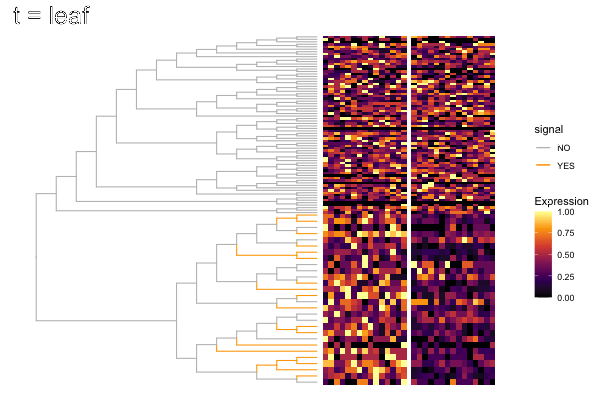 t = leaf
signal
NO
YES
Expression
1.00
0.75
0.50
0.25
0.00